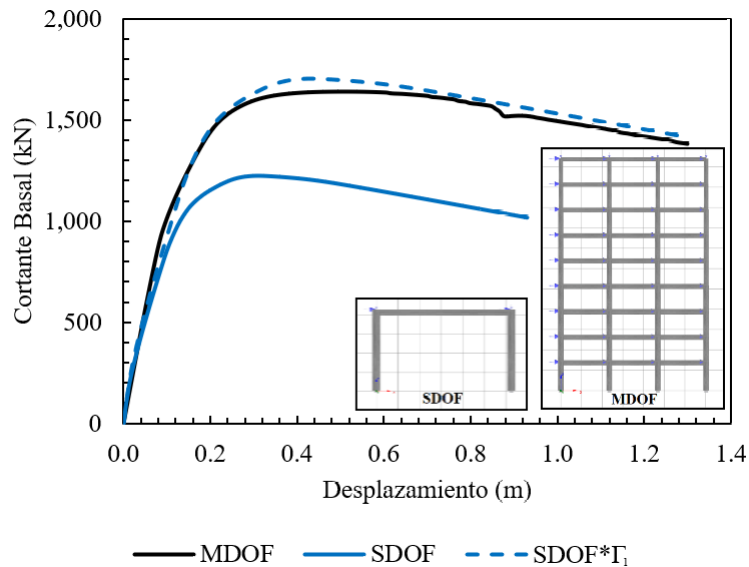 2,000
1,500
1,000
500
0
Cortante Basal (kN)
SDOF
MDOF
0.0 0.2 0.4 0.6 0.8 1.0 1.2 1.4
Desplazamiento (m)
MDOF SDOF SDOF*Γ₁